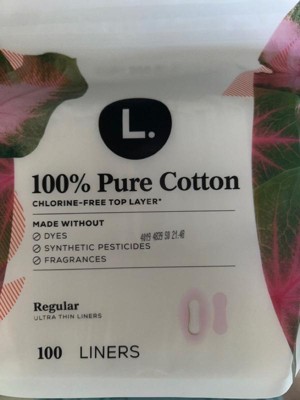 L.
100% Pure Cotton
CHLORINE-FREE TOP LAYER*
MADE WITHOUT
DYES
SYNTHETIC PESTICIDES
FRAGRANCES
Regular
ULTRA THIN LINERS
100 LINERS